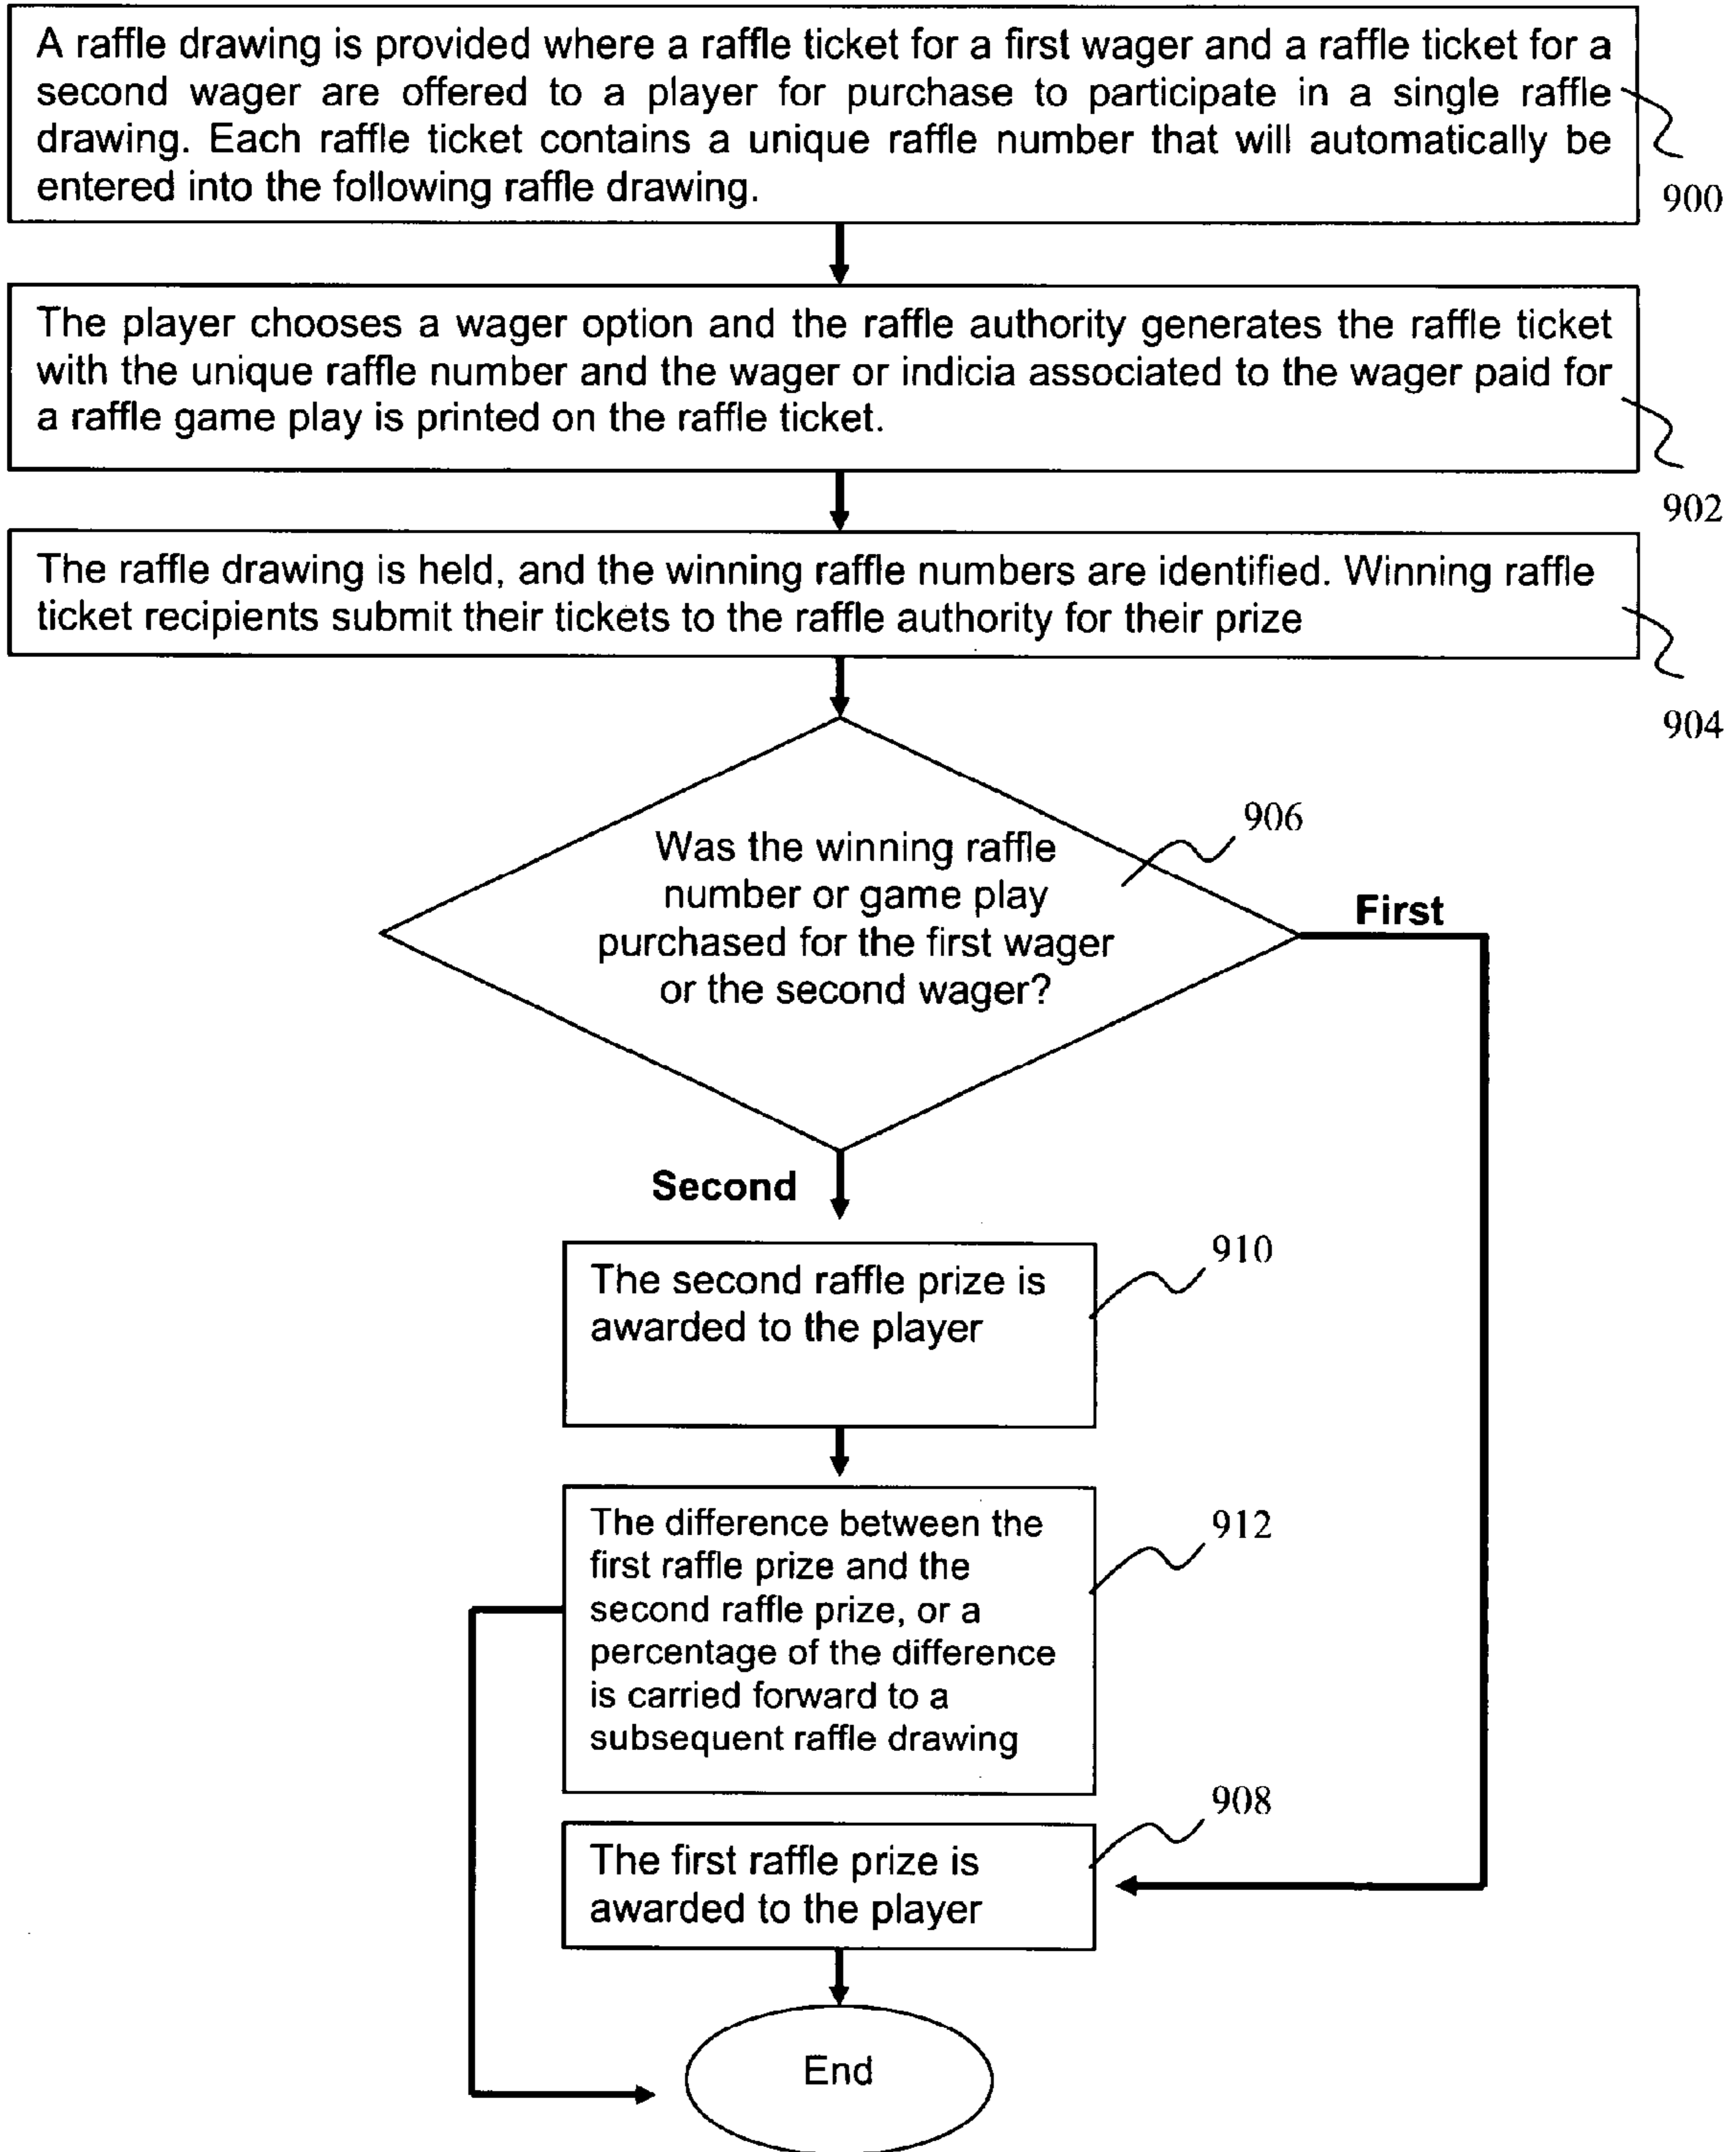 A raffle drawing is provided where a raffle ticket for a first wager and a raffle ticket for a
second wager are offered to a player for purchase to participate in a single raffle
drawing. Each raffle ticket contains a unique raffle number that will automatically be
entered into the following raffle drawing.
900
The player chooses a wager option and the raffle authority generates the raffle ticket
with the unique raffle number and the wager or indicia associated to the wager paid for
a raffle game play is printed on the raffle ticket.
902
The raffle drawing is held, and the winning raffle numbers are identified. Winning raffle
ticket recipients submit their tickets to the raffle authority for their prize
904
906
Was the winning raffle
number or game play
purchased for the first wager
or the second wager?
First
Second
910
The second raffle prize is
awarded to the player
912
The difference between the
first raffle prize and the
second raffle prize, or a
percentage of the difference
is carried forward to a
subsequent raffle drawing
908
The first raffle prize is
awarded to the player
End